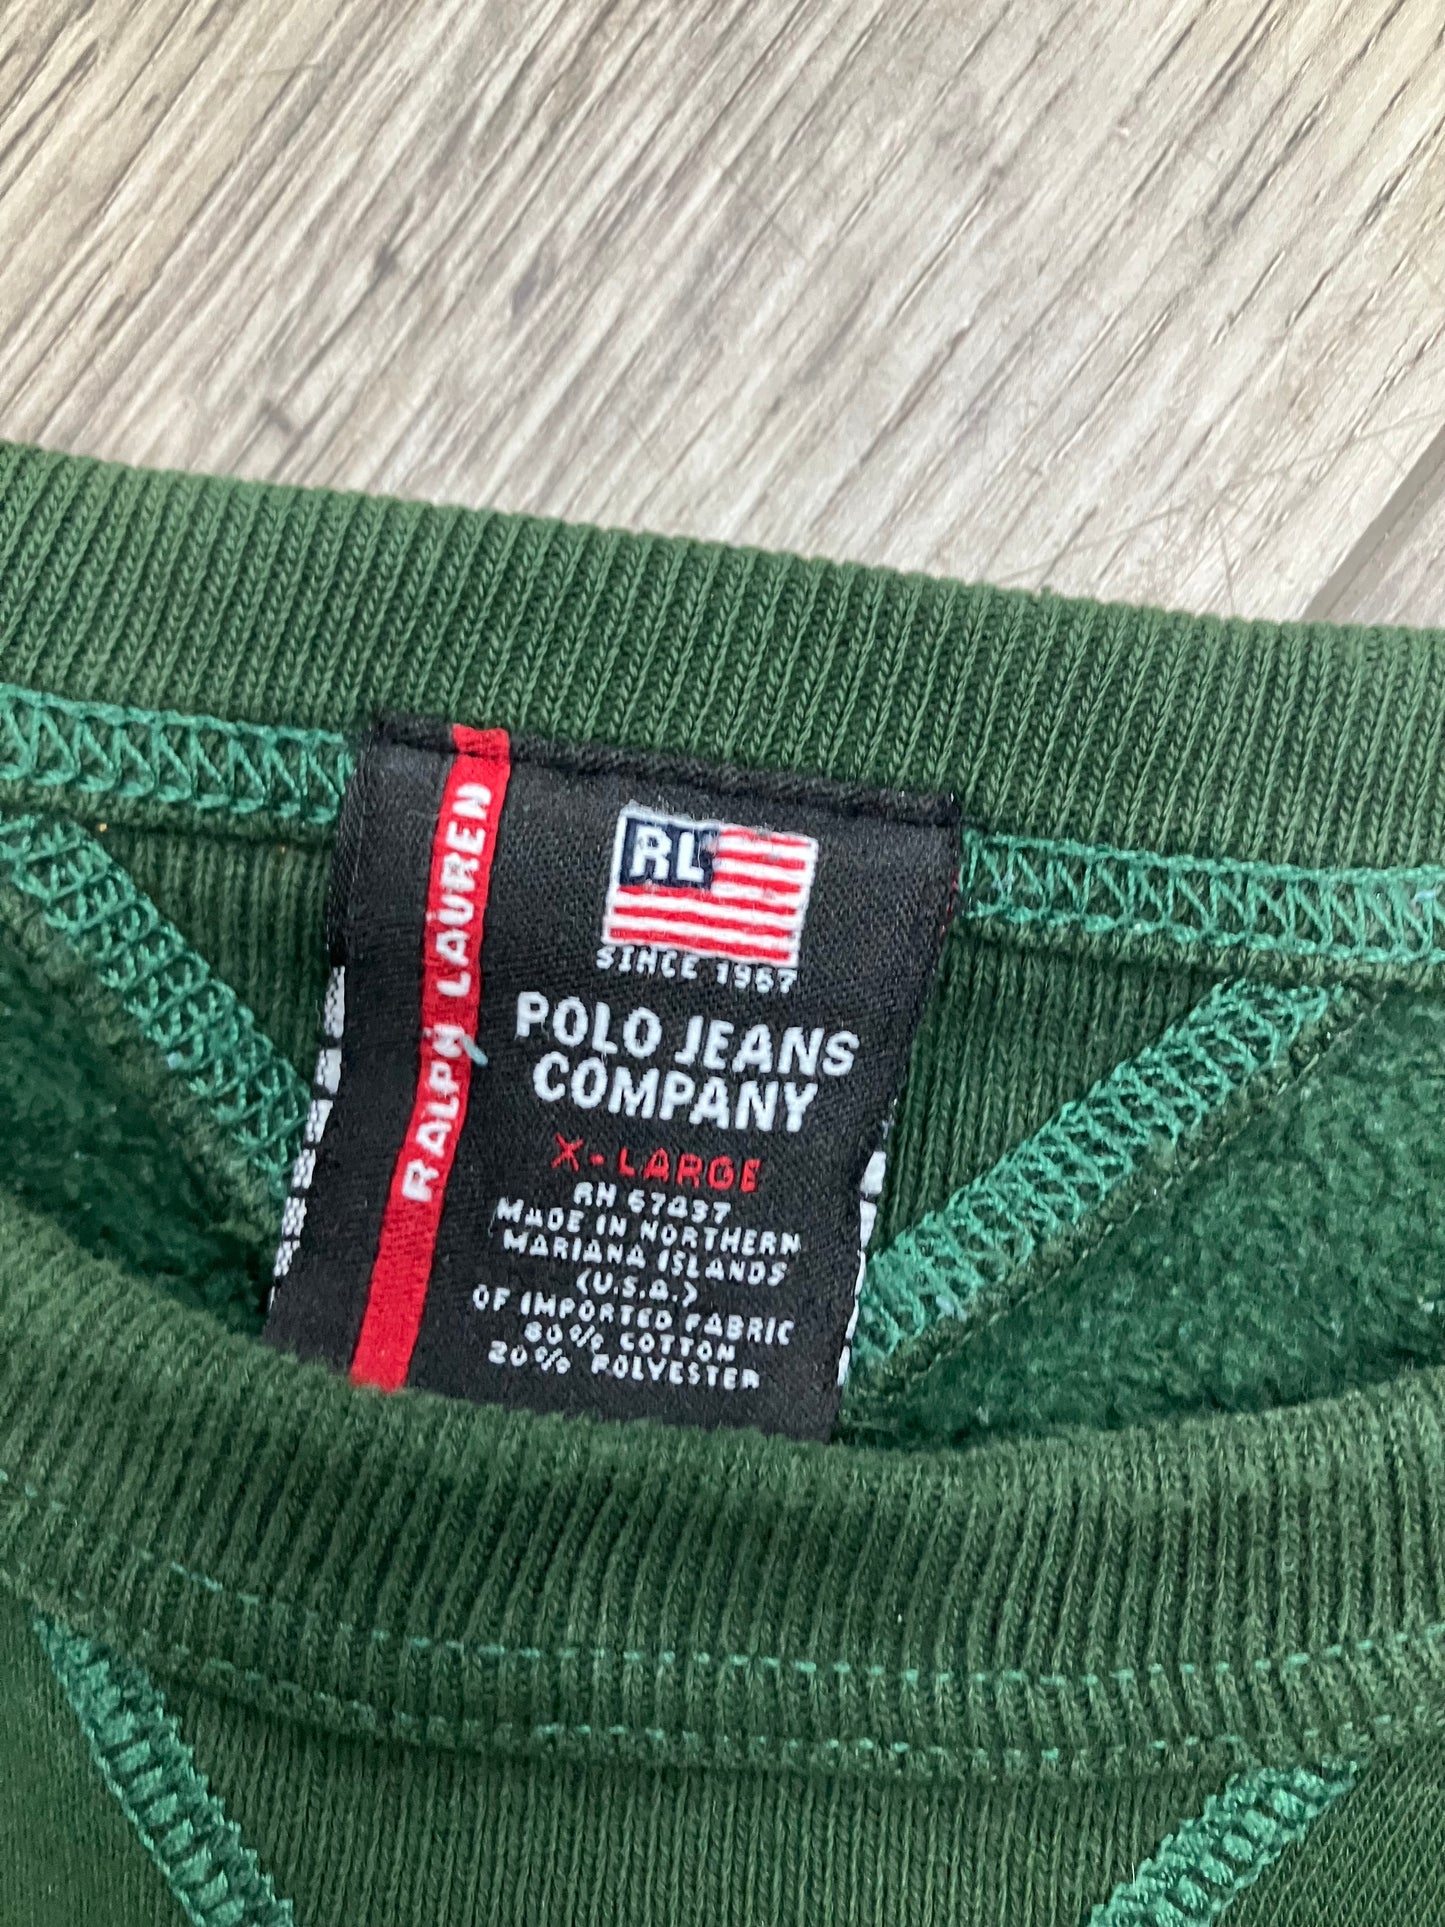 RALPH LAUREN
RL
SINCE 1967
POLO JEANS
COMPANY
X-LARGE
RN 67437
MADE IN NORTHERN
MARIANA ISLANDS
(U.S.A.)
OF IMPORTED FABRIC
80% COTTON
20% POLYESTER